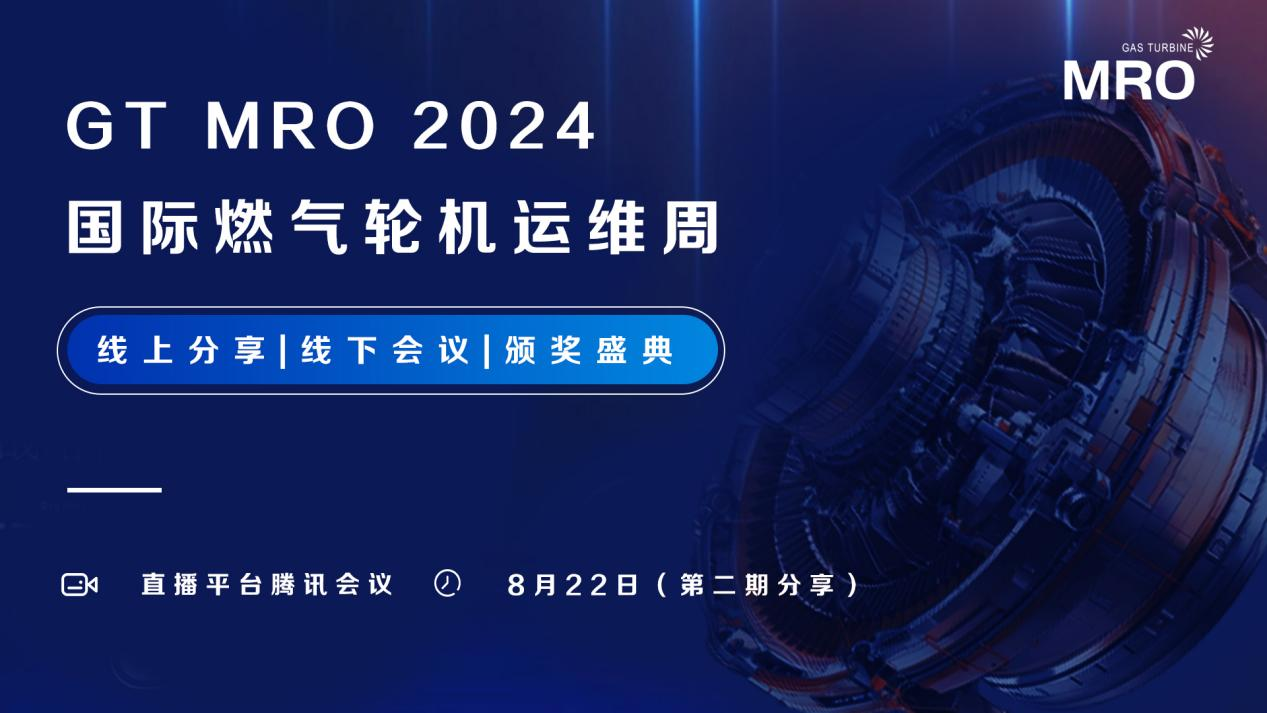 GAS TURBINE
MRO
GT MRO 2024
国际燃气轮机运维周
线上分享|线下会议|颁奖盛典
直播平台腾讯会议 8月22日(第二期分享)